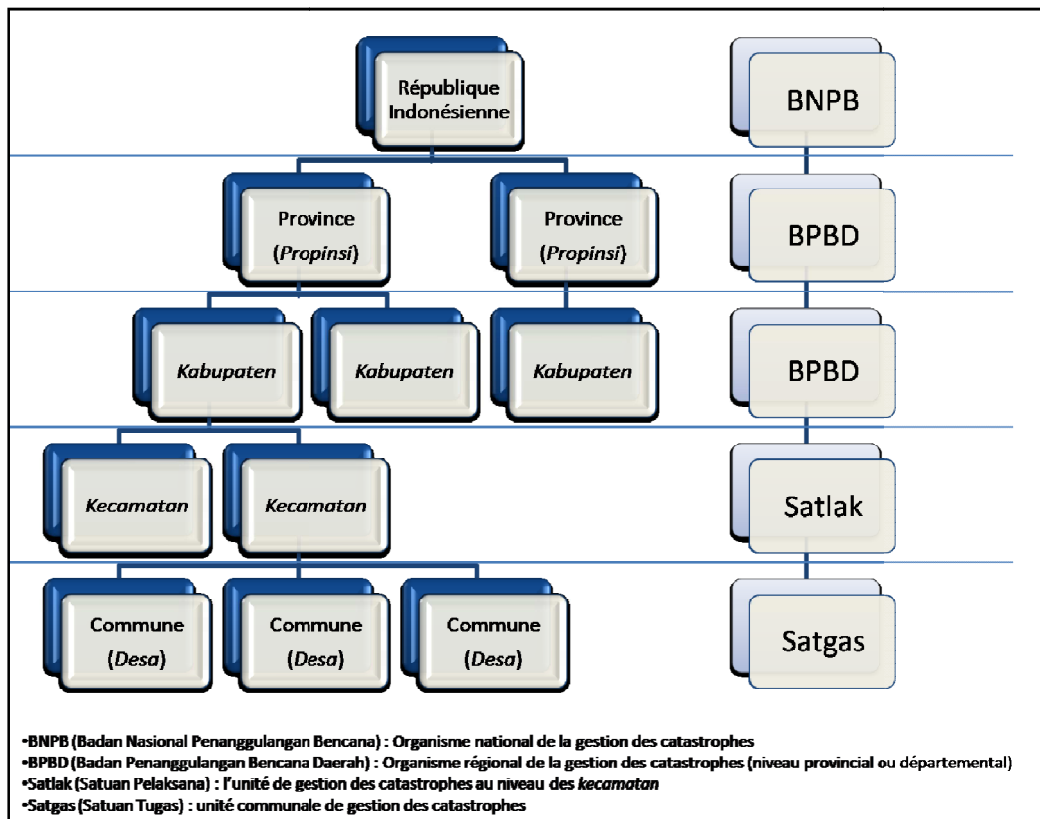 République
Indonésienne
BNPB
Province
(Propinsi)
Province
(Propinsi)
BPBD
Kabupaten
Kabupaten
Kabupaten
BPBD
Kecamatan
Kecamatan
Satlak
Commune
(Desa)
Commune
(Desa)
Commune
(Desa)
Satgas
•BNPB (Badan Nasional Penanggulangan Bencana) : Organisme national de la gestion des catastrophes
•BPBD (Badan Penanggulangan Bencana Daerah) : Organisme régional de la gestion des catastrophes (niveau provincial ou départemental)
•Satlak (Satuan Pelaksana) : l'unité de gestion des catastrophes au niveau des kecamatan
•Satgas (Satuan Tugas) : unité communale de gestion des catastrophes